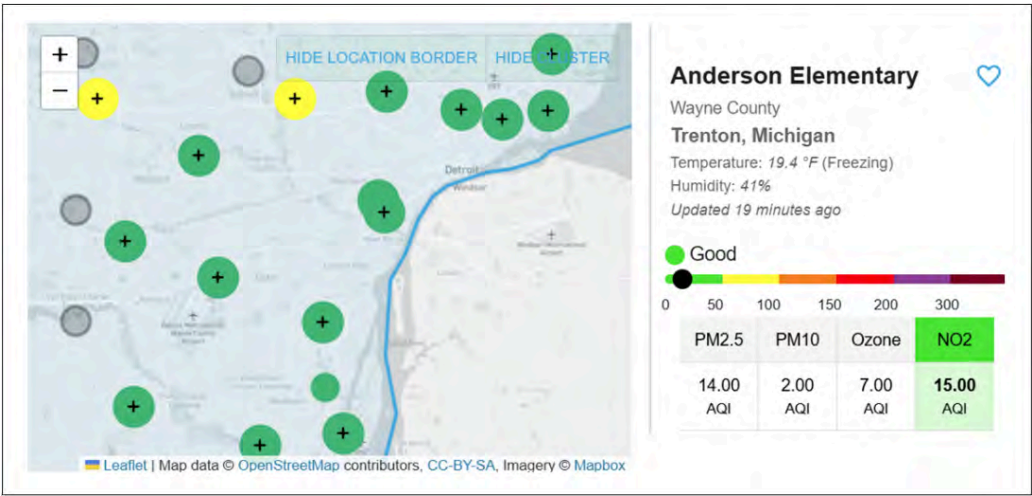 +
−
HIDE LOCATION BORDER
HIDE CLUSTER
Detroit
Windsor
Leaflet | Map data © OpenStreetMap contributors, CC-BY-SA, Imagery © Mapbox
Anderson Elementary
Wayne County
Trenton, Michigan
Temperature: 19.4 °F (Freezing)
Humidity: 41%
Updated 19 minutes ago
Good
0 50 100 150 200 300
PM2.5 PM10 Ozone NO2
14.00 2.00 7.00 15.00
AQI AQI AQI AQI